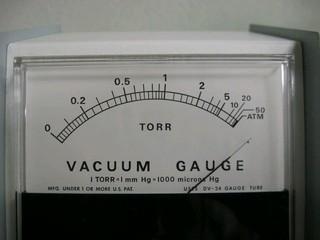 0 0.2 0.5 1 2 5 10 20 50 ATM
TORR
VACUUM GAUGE
1 TORR=1 mm Hg=1000 microns Hg
MFG. UNDER 1 OR MORE U.S. PAT. USES DV-24 GAUGE TUBE